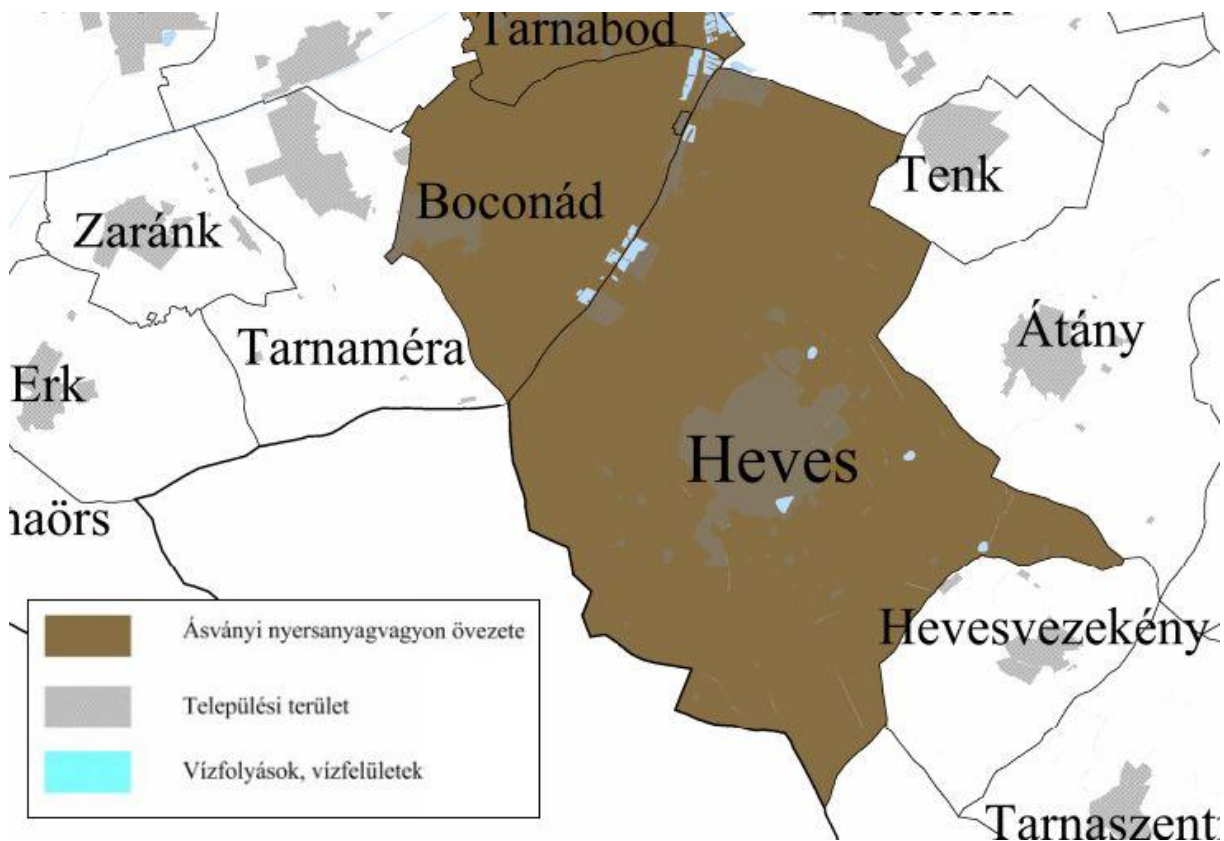 Tarnabod
Tenk
Boconád
Zaránk
Átány
Tarnaméra
Erk
Heves
Hevesvezekény
Ásványi nyersanyagvagyon övezete
Települési terület
Vízfolyások, vízfelületek